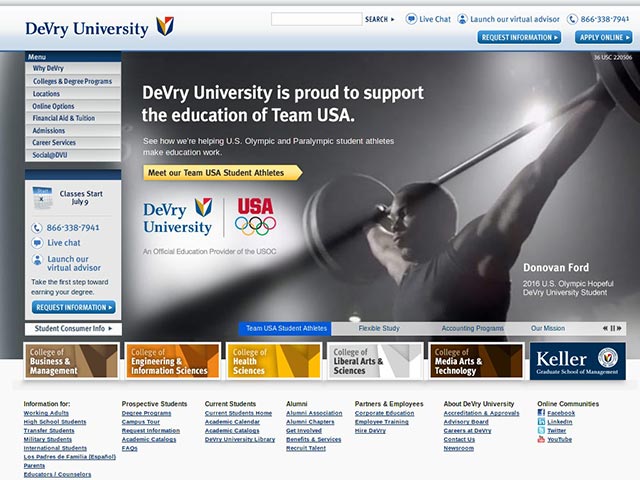 DeVry University
SEARCH
Live Chat
Launch our virtual advisor
866-338-7941
REQUEST INFORMATION
APPLY ONLINE
36 USC 220506
Menu
Why DeVry
Colleges & Degree Programs
Locations
Online Options
Financial Aid & Tuition
Admissions
Career Services
Social@DVU
DeVry University is proud to support
the education of Team USA.
See how we're helping U.S. Olympic and Paralympic student athletes
make education work.
Meet our Team USA Student Athletes
DeVry
University
USA
An Official Education Provider of the USOC
Donovan Ford
2016 U.S. Olympic Hopeful
DeVry University Student
Start
Classes Start
July 9
866-338-7941
Live chat
Launch our
virtual advisor
Take the first step toward
earning your degree.
REQUEST INFORMATION
Student Consumer Info
Team USA Student Athletes
Flexible Study
Accounting Programs
Our Mission
College of
Business &
Management
College of
Engineering &
Information Sciences
College of
Health
Sciences
College of
Liberal Arts &
Sciences
College of
Media Arts &
Technology
Keller
Graduate School of Management
Information for:
Working Adults
High School Students
Transfer Students
Military Students
International Students
Los Padres de Familia (Español)
Parents
Educators / Counselors
Prospective Students
Degree Programs
Campus Tour
Request Information
Academic Catalogs
FAQs
Current Students
Current Students Home
Academic Calendar
Academic Catalogs
DeVry University Library
Alumni
Alumni Association
Alumni Chapters
Get Involved
Benefits & Services
Recruit Talent
Partners & Employees
Corporate Education
Employee Training
Hire DeVry
About DeVry University
Accreditation & Approvals
Advisory Board
Careers at DeVry
Contact Us
Newsroom
Online Communities
Facebook
LinkedIn
Twitter
YouTube